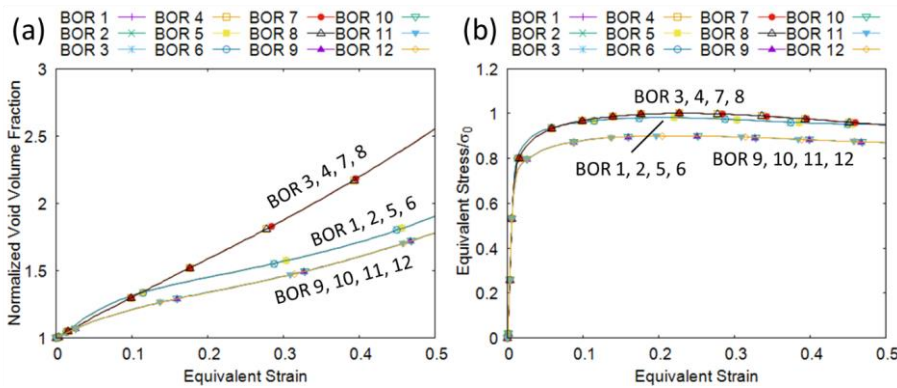 (a)
BOR 1 BOR 4 BOR 7 BOR 10
BOR 2 BOR 5 BOR 8 BOR 11
BOR 3 BOR 6 BOR 9 BOR 12
Normalized Void Volume Fraction
3
2.5
2
1.5
1
BOR 3, 4, 7, 8
BOR 1, 2, 5, 6
BOR 9, 10, 11, 12
0 0.1 0.2 0.3 0.4 0.5
Equivalent Strain
(b)
BOR 1 BOR 4 BOR 7 BOR 10
BOR 2 BOR 5 BOR 8 BOR 11
BOR 3 BOR 6 BOR 9 BOR 12
Equivalent Stress/σ₀
1.2
1
0.8
0.6
0.4
0.2
0
BOR 3, 4, 7, 8
BOR 1, 2, 5, 6
BOR 9, 10, 11, 12
0 0.1 0.2 0.3 0.4 0.5
Equivalent Strain